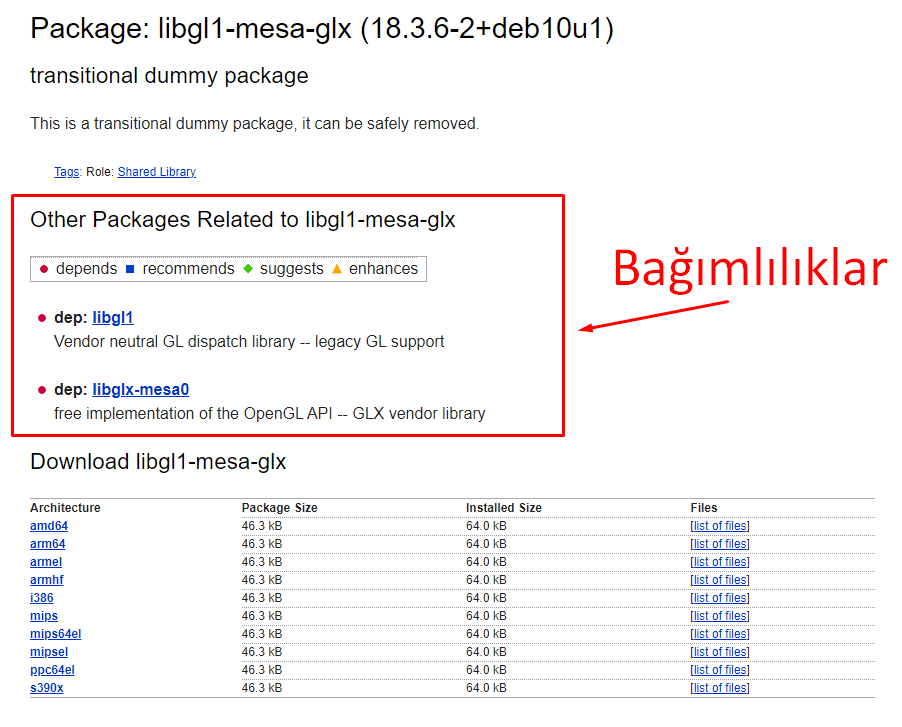 Package: libgl1-mesa-glx (18.3.6-2+deb10u1)
transitional dummy package
This is a transitional dummy package, it can be safely removed.
Tags: Role: Shared Library
Other Packages Related to libgl1-mesa-glx
depends recommends suggests enhances
Bağımlılıklar
dep: libgl1
Vendor neutral GL dispatch library -- legacy GL support
dep: libglx-mesa0
free implementation of the OpenGL API -- GLX vendor library
Download libgl1-mesa-glx
Architecture Package Size Installed Size Files
amd64 46.3 kB 64.0 kB [list of files]
arm64 46.3 kB 64.0 kB [list of files]
armel 46.3 kB 64.0 kB [list of files]
armhf 46.3 kB 64.0 kB [list of files]
i386 46.3 kB 64.0 kB [list of files]
mips 46.3 kB 64.0 kB [list of files]
mips64el 46.3 kB 64.0 kB [list of files]
mipsel 46.3 kB 64.0 kB [list of files]
ppc64el 46.3 kB 64.0 kB [list of files]
s390x 46.3 kB 64.0 kB [list of files]